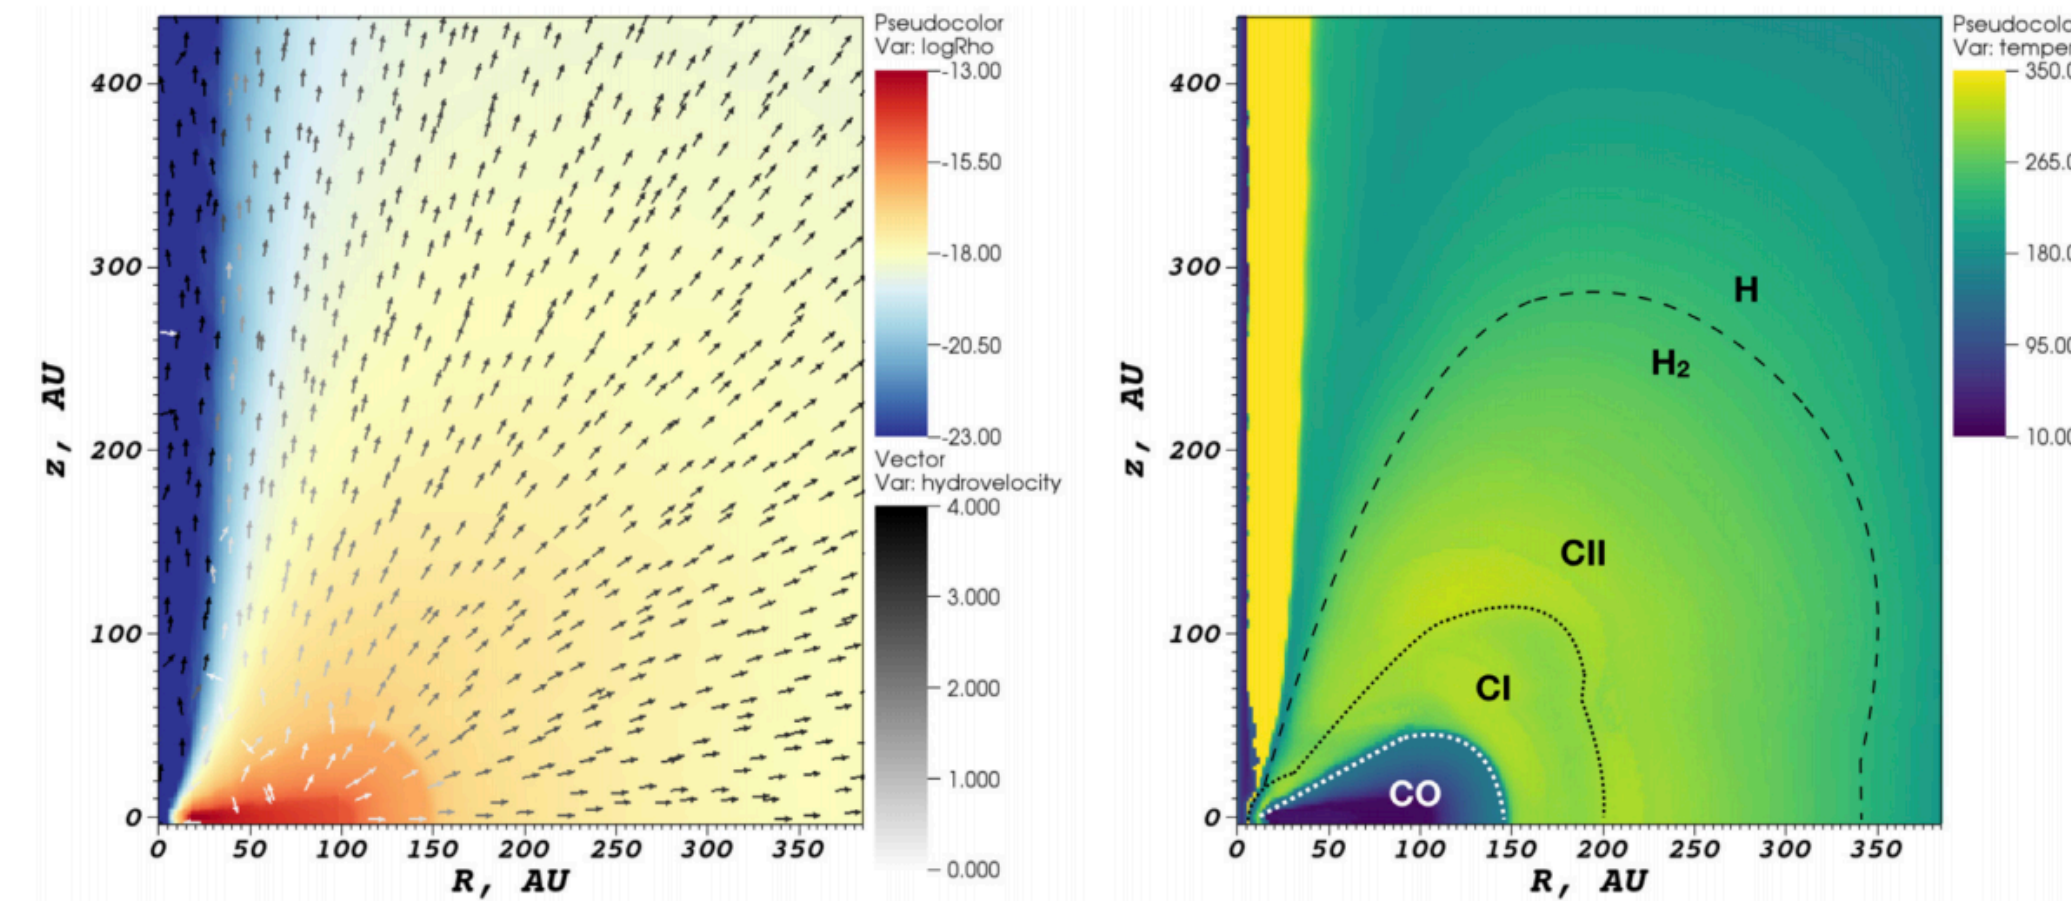 Pseudocolor
Var: logRho
-13.00
-15.50
-18.00
-20.50
-23.00
Vector
Var: hydrovelocity
4.000
3.000
2.000
1.000
0.000
400
300
200
100
0
z, AU
0 50 100 150 200 250 300 350
R, AU
Pseudocolo
Var: temper
350.0
265.0
180.0
95.00
10.00
400
300
200
100
0
z, AU
H
H2
CII
CI
CO
0 50 100 150 200 250 300 350
R, AU